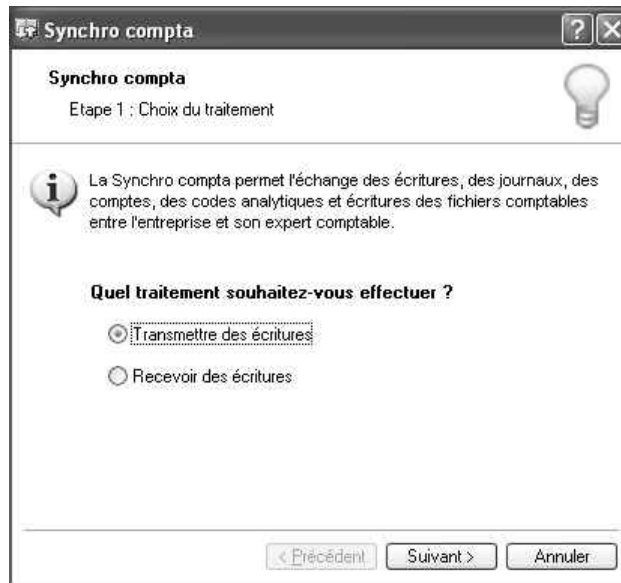 Synchro compta
Synchro compta
Etape 1 : Choix du traitement
La Synchro compta permet l'échange des écritures, des journaux, des
comptes, des codes analytiques et écritures des fichiers comptables
entre l'entreprise et son expert comptable.
Quel traitement souhaitez-vous effectuer ?
Transmettre des écritures
Recevoir des écritures
< Précédent Suivant > Annuler